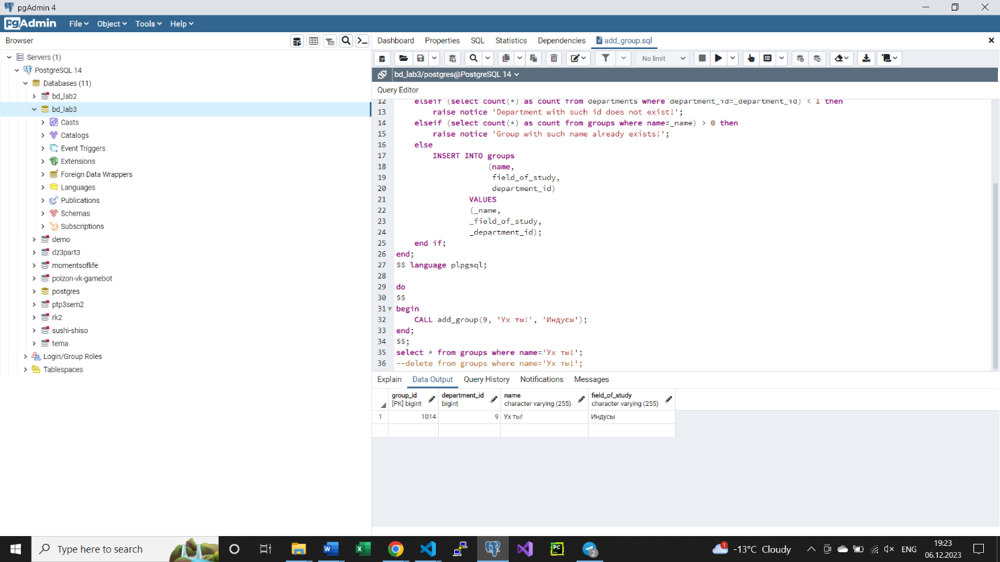 pgAdmin 4
pgAdmin File Object Tools Help
Browser
Dashboard Properties SQL Statistics Dependencies add_group.sql
Servers (1)
PostgreSQL 14
Databases (11)
bd_lab2
bd_lab3
Casts
Catalogs
Event Triggers
Extensions
Foreign Data Wrappers
Languages
Publications
Schemas
Subscriptions
demo
dz3part3
momentsoflife
poizon-vk-gamebot
postgres
ptp3sem2
rk2
sushi-shiso
tema
Login/Group Roles
Tablespaces
No limit
bd_lab3/postgres@PostgreSQL 14
Query Editor
12 elseif (select count(*) as count from departments where department_id=_department_id) < 1 then
13 raise notice 'Department with such id does not exist!';
14 elseif (select count(*) as count from groups where name=_name) > 0 then
15 raise notice 'Group with such name already exists!';
16 else
17 INSERT INTO groups
18 (name,
19 field_of_study,
20 department_id)
21 VALUES
22 (_name,
23 _field_of_study,
24 _department_id);
25 end if;
26 end;
27 $$ language plpgsql;
28
29 do
30 $$
31 begin
32 CALL add_group(9, 'Ух ты!', 'Индусы');
33 end;
34 $$;
35 select * from groups where name='Ух ты!';
36 --delete from groups where name='Ух ты!';
Explain Data Output Query History Notifications Messages
group_id department_id name field_of_study
[PK] bigint bigint character varying (255) character varying (255)
1 1014 9 Ух ты! Индусы
Type here to search
1 -13°C Cloudy
2
ENG
19:23
06.12.2023